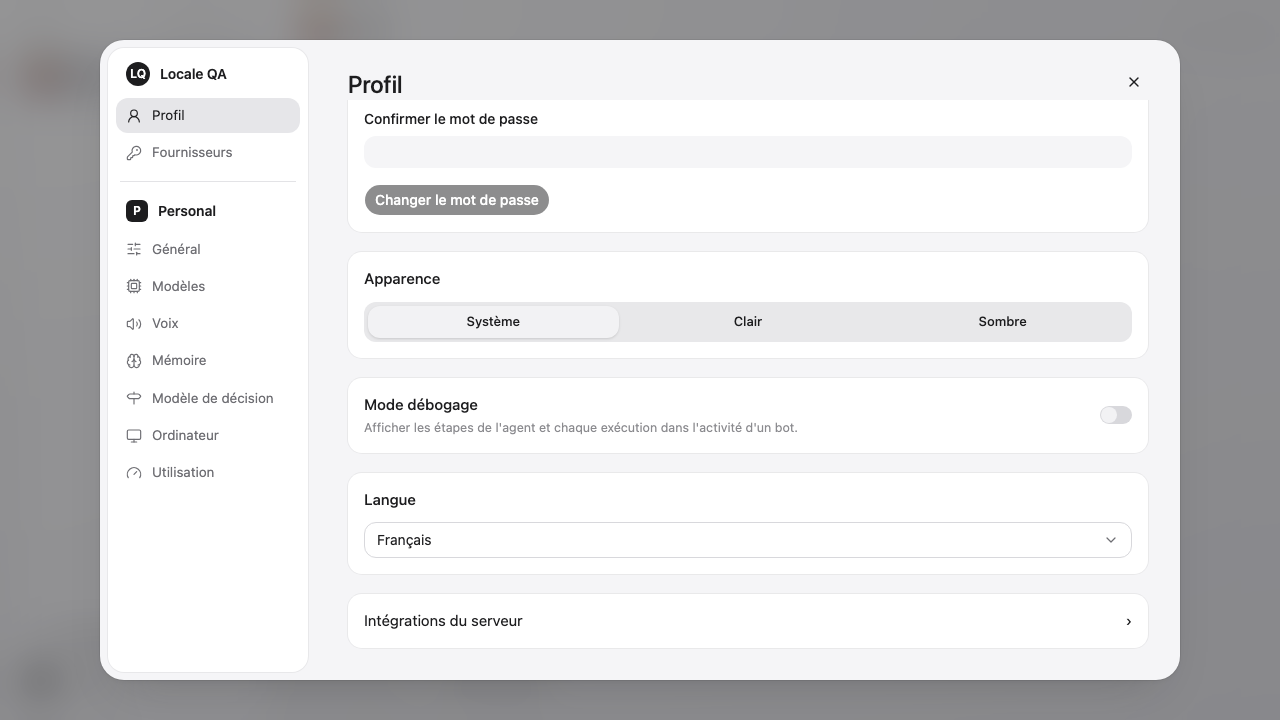 LQ Locale QA
Profil
Fournisseurs
P Personal
Général
Modèles
Voix
Mémoire
Modèle de décision
Ordinateur
Utilisation
Profil
Confirmer le mot de passe
Changer le mot de passe
Apparence
Système Clair Sombre
Mode débogage
Afficher les étapes de l'agent et chaque exécution dans l'activité d'un bot.
Langue
Français
Intégrations du serveur